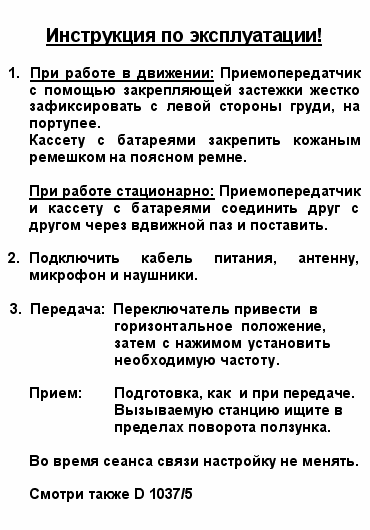 Инструкция по эксплуатации!
1. При работе в движении: Приемопередатчик
с помощью закрепляющей застежки жестко
зафиксировать с левой стороны груди, на
портупее.
Кассету с батареями закрепить кожаным
ремешком на поясном ремне.
При работе стационарно: Приемопередатчик
и кассету с батареями соединить друг с
другом через вдвижной паз и поставить.
2. Подключить кабель питания, антенну,
микрофон и наушники.
3. Передача: Переключатель привести в
горизонтальное положение,
затем с нажимом установить
необходимую частоту.
Прием: Подготовка, как и при передаче.
Вызываемую станцию ищите в
пределах поворота ползунка.
Во время сеанса связи настройку не менять.
Смотри также D 1037/5